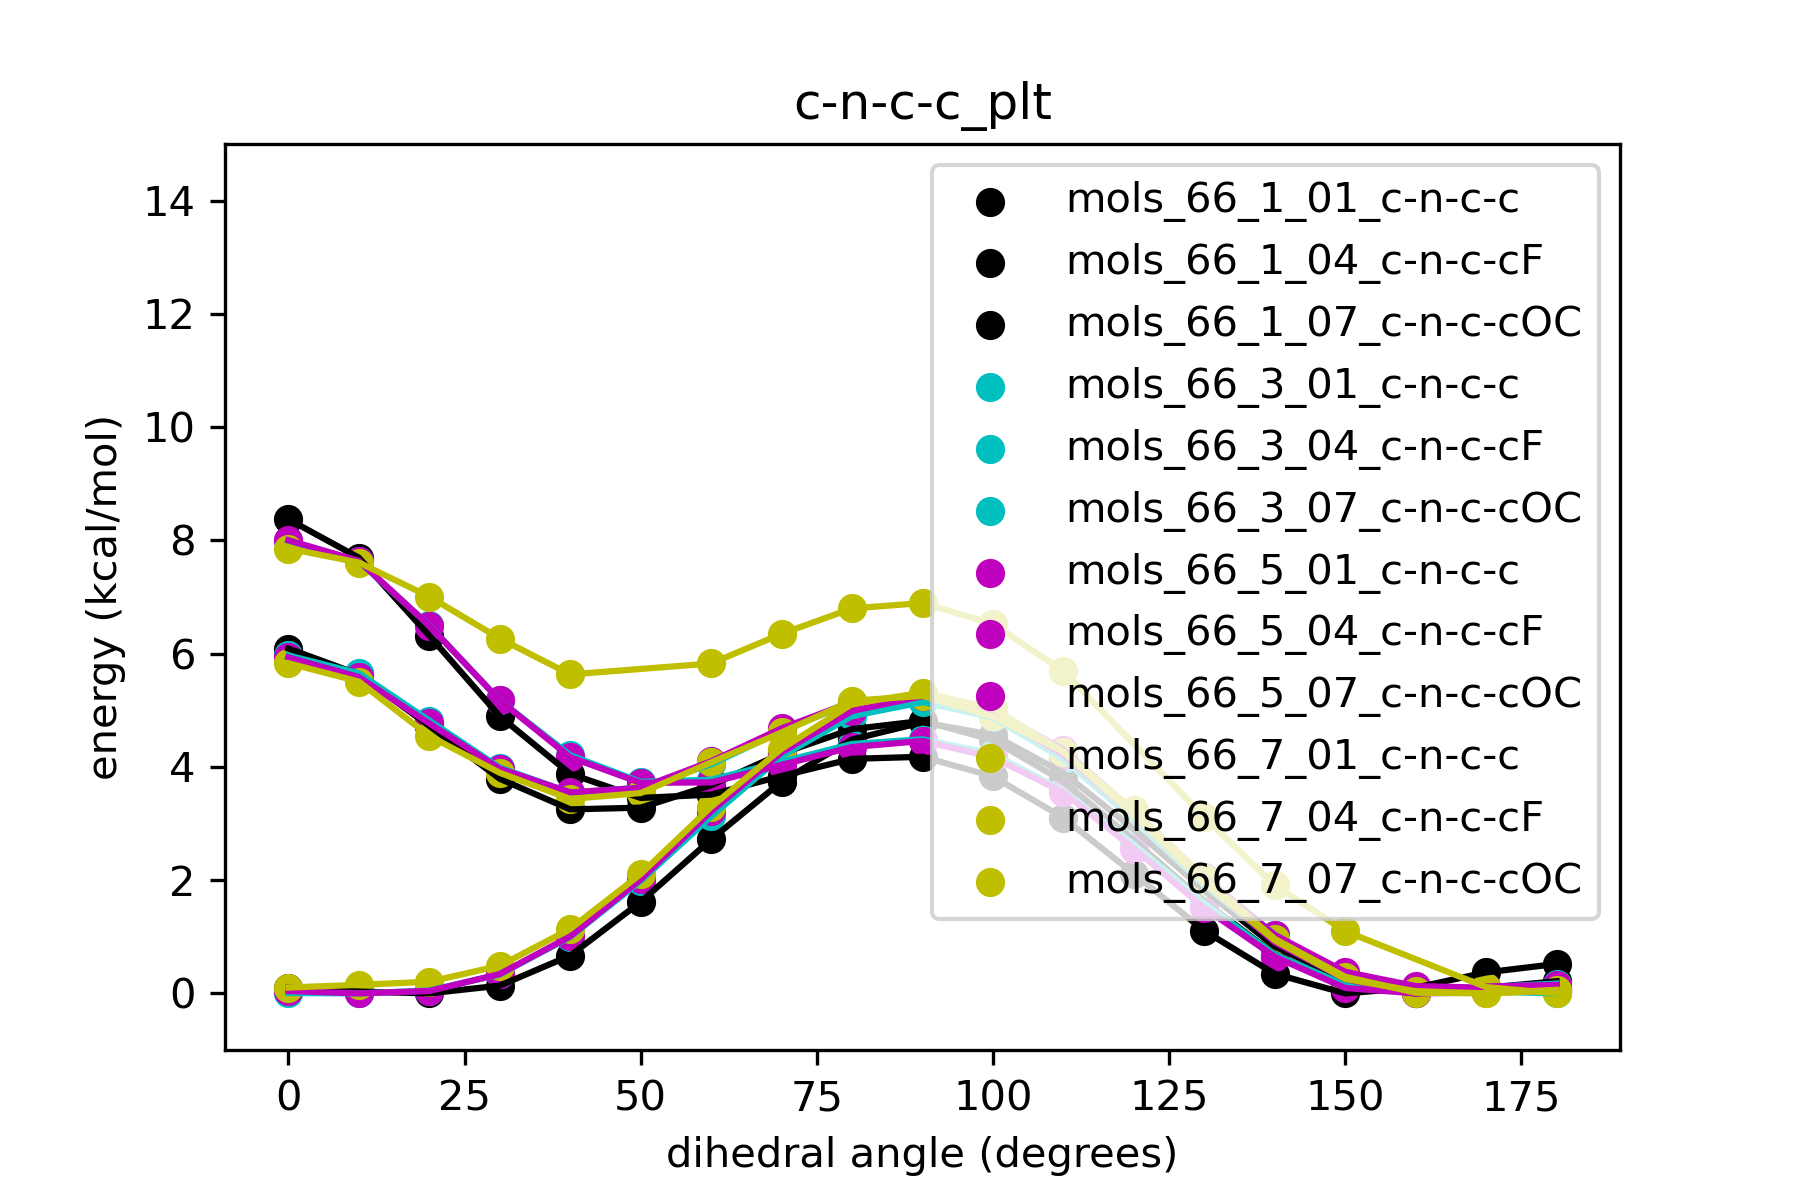 c-n-c-c_plt
energy (kcal/mol)
14
12
10
8
6
4
2
0
mols_66_1_01_c-n-c-c
mols_66_1_04_c-n-c-cF
mols_66_1_07_c-n-c-cOC
mols_66_3_01_c-n-c-c
mols_66_3_04_c-n-c-cF
mols_66_3_07_c-n-c-cOC
mols_66_5_01_c-n-c-c
mols_66_5_04_c-n-c-cF
mols_66_5_07_c-n-c-cOC
mols_66_7_01_c-n-c-c
mols_66_7_04_c-n-c-cF
mols_66_7_07_c-n-c-cOC
0 25 50 75 100 125 150 175
dihedral angle (degrees)